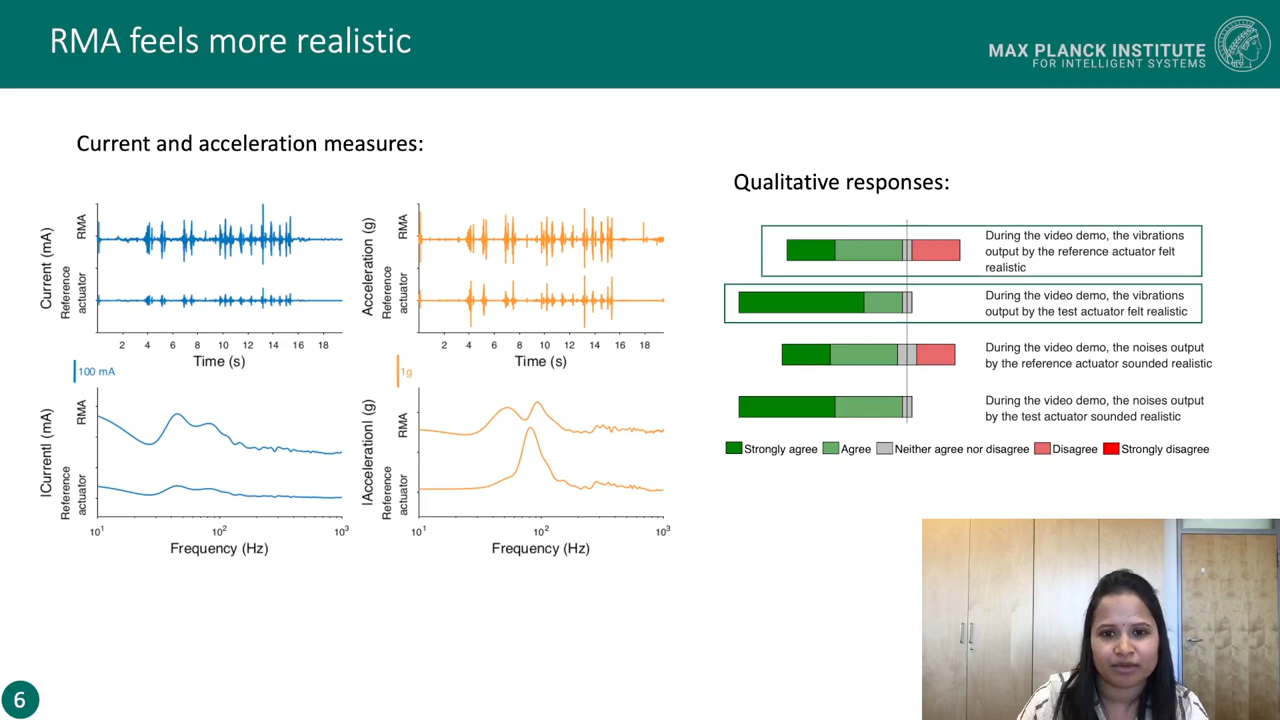 RMA feels more realistic
MAX PLANCK INSTITUTE
FOR INTELLIGENT SYSTEMS
Current and acceleration measures:
Current (mA)
Reference
actuator
RMA
2 4 6 8 10 12 14 16 18
Time (s)
Acceleration (g)
Reference
actuator
RMA
2 4 6 8 10 12 14 16 18
Time (s)
100 mA
1g
|Current| (mA)
Reference
actuator
RMA
10¹ 10² 10³
Frequency (Hz)
|Acceleration| (g)
Reference
actuator
RMA
10¹ 10² 10³
Frequency (Hz)
Qualitative responses:
During the video demo, the vibrations
output by the reference actuator felt
realistic
During the video demo, the vibrations
output by the test actuator felt realistic
During the video demo, the noises output
by the reference actuator sounded realistic
During the video demo, the noises output
by the test actuator sounded realistic
Strongly agree Agree Neither agree nor disagree Disagree Strongly disagree
6